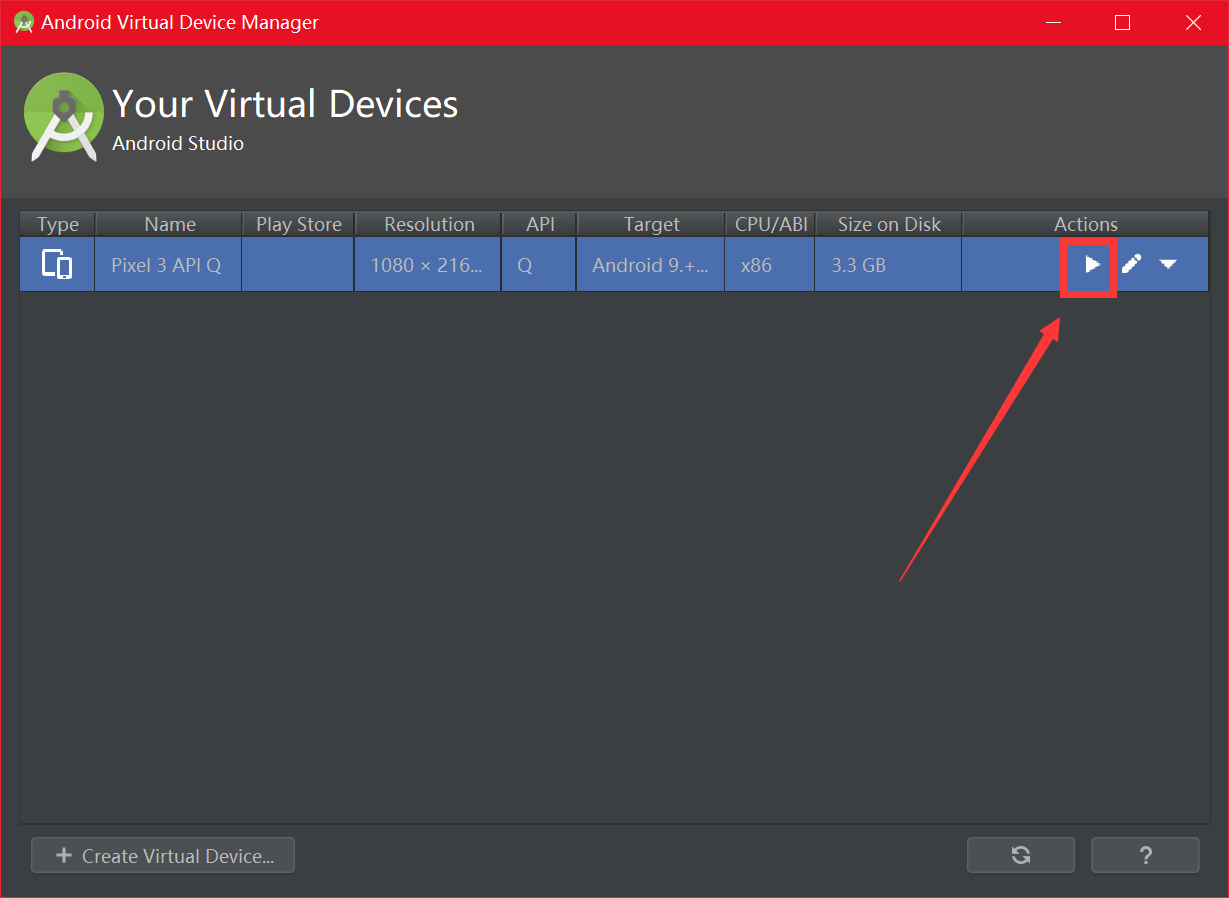 Android Virtual Device Manager
Your Virtual Devices
Android Studio
Type Name Play Store Resolution API Target CPU/ABI Size on Disk Actions
Pixel 3 API Q 1080 × 216... Q Android 9.+... x86 3.3 GB
+ Create Virtual Device... ?